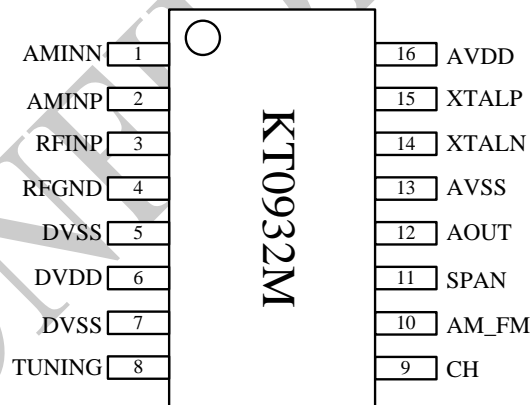 AMINN 1
AMINP 2
RFINP 3
RFGND 4
DVSS 5
DVDD 6
DVSS 7
TUNING 8
KT0932M
16 AVDD
15 XTALP
14 XTALN
13 AVSS
12 AOUT
11 SPAN
10 AM_FM
9 CH